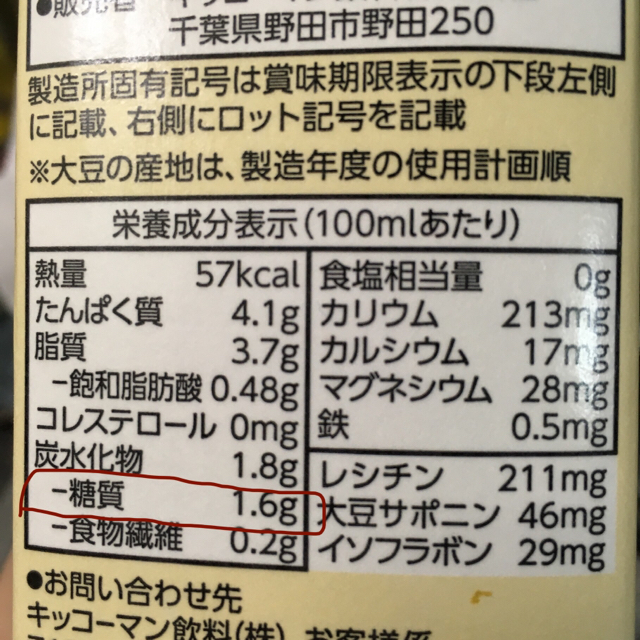 ●販売者
千葉県野田市野田250
製造所固有記号は賞味期限表示の下段左側
に記載、右側にロット記号を記載
※大豆の産地は、製造年度の使用計画順
栄養成分表示(100mlあたり)
熱量 57kcal
たんぱく質 4.1g
脂質 3.7g
−飽和脂肪酸 0.48g
コレステロール 0mg
炭水化物 1.8g
−糖質 1.6g
−食物繊維 0.2g
食塩相当量 0g
カリウム 213mg
カルシウム 17mg
マグネシウム 28mg
鉄 0.5mg
レシチン 211mg
大豆サポニン 46mg
イソフラボン 29mg
●お問い合わせ先
キッコーマン飲料(株) お客様係